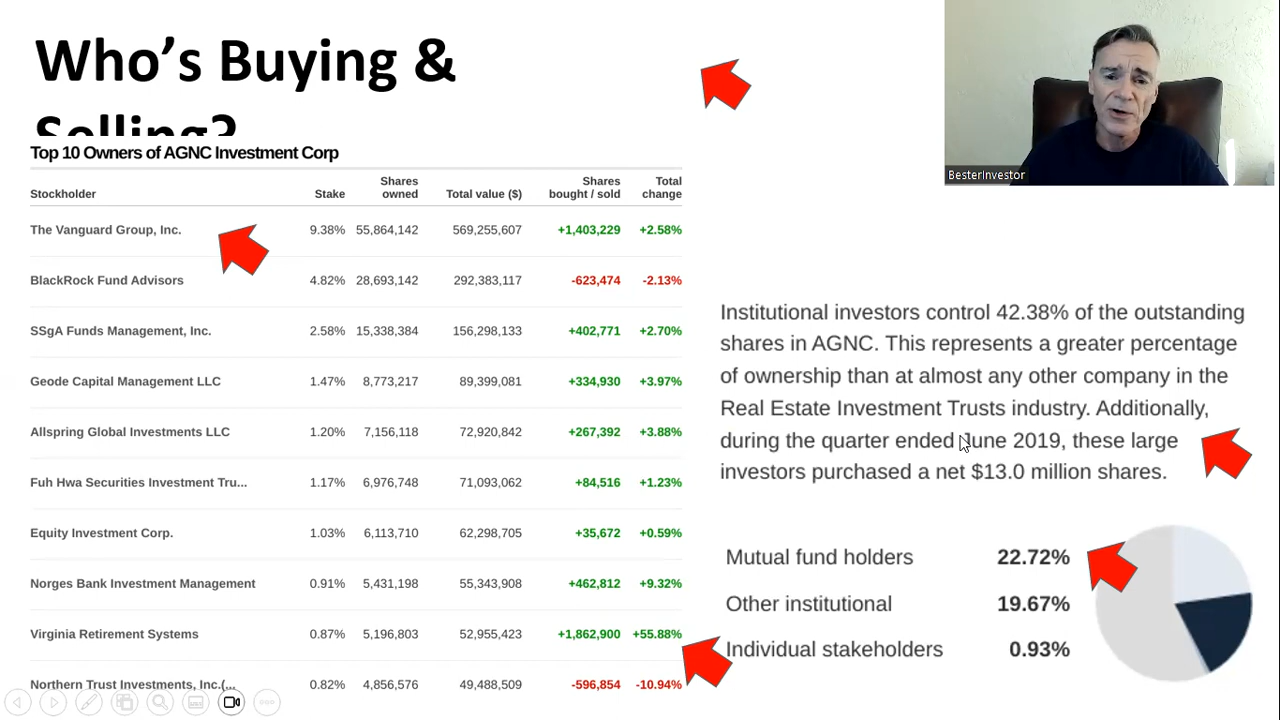 Who's Buying &
Selling?
BesterInvestor
Top 10 Owners of AGNC Investment Corp
Stockholder Stake Shares owned Total value ($) Shares bought / sold Total change
The Vanguard Group, Inc. 9.38% 55,864,142 569,255,607 +1,403,229 +2.58%
BlackRock Fund Advisors 4.82% 28,693,142 292,383,117 -623,474 -2.13%
SSgA Funds Management, Inc. 2.58% 15,338,384 156,298,133 +402,771 +2.70%
Geode Capital Management LLC 1.47% 8,773,217 89,399,081 +334,930 +3.97%
Allspring Global Investments LLC 1.20% 7,156,118 72,920,842 +267,392 +3.88%
Fuh Hwa Securities Investment Tru... 1.17% 6,976,748 71,093,062 +84,516 +1.23%
Equity Investment Corp. 1.03% 6,113,710 62,298,705 +35,672 +0.59%
Norges Bank Investment Management 0.91% 5,431,198 55,343,908 +462,812 +9.32%
Virginia Retirement Systems 0.87% 5,196,803 52,955,423 +1,862,900 +55.88%
Northern Trust Investments, Inc.(... 0.82% 4,856,576 49,488,509 -596,854 -10.94%
Institutional investors control 42.38% of the outstanding
shares in AGNC. This represents a greater percentage
of ownership than at almost any other company in the
Real Estate Investment Trusts industry. Additionally,
during the quarter ended June 2019, these large
investors purchased a net $13.0 million shares.
Mutual fund holders 22.72%
Other institutional 19.67%
Individual stakeholders 0.93%